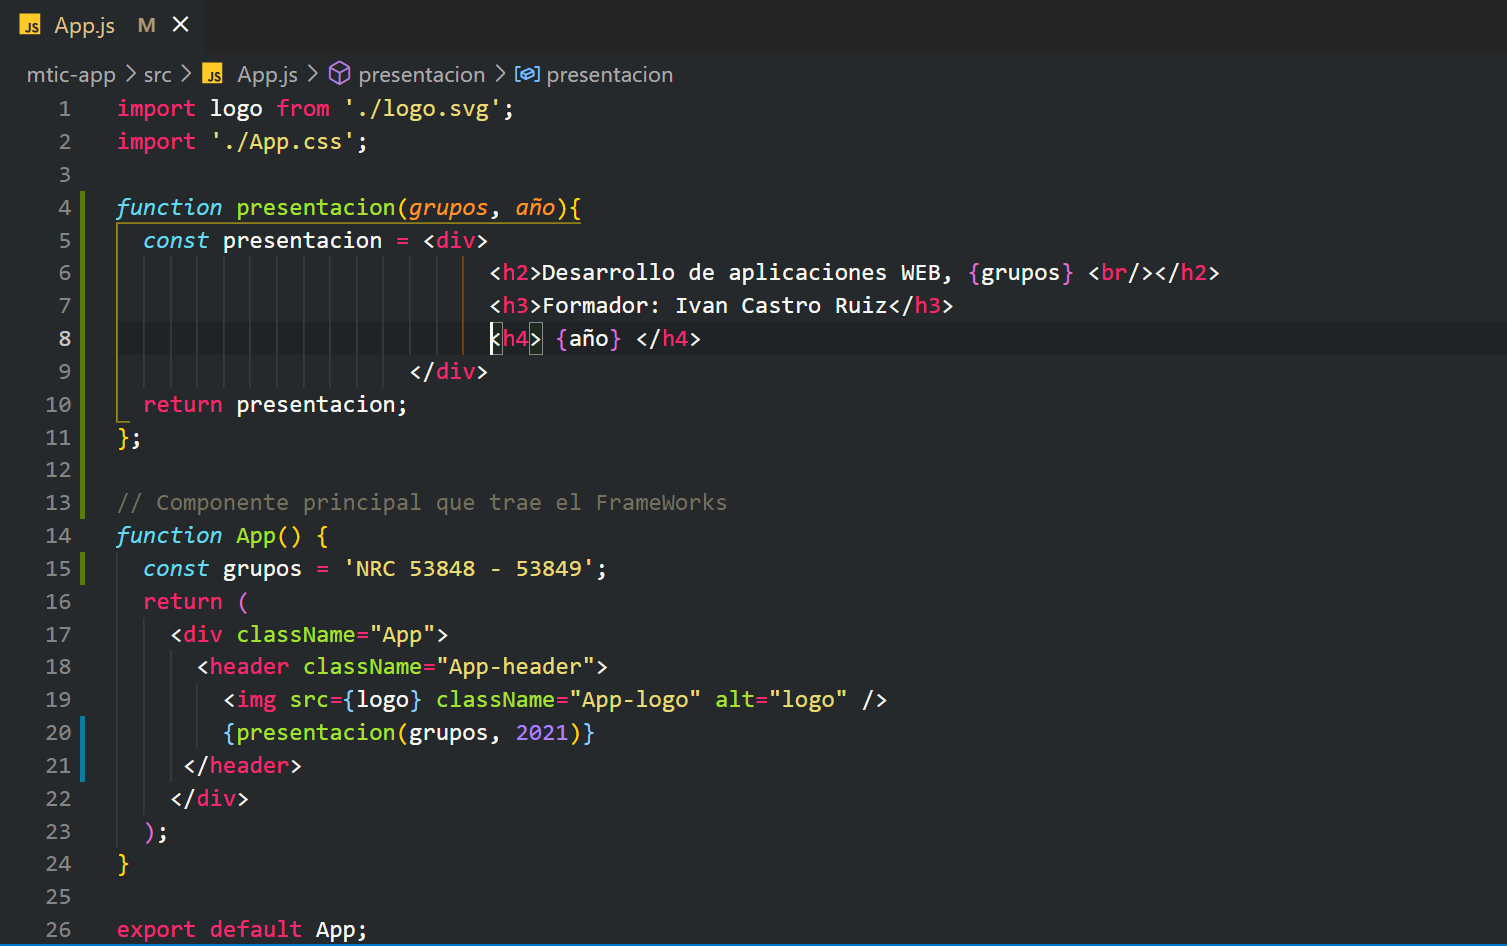 JS App.js M
mtic-app > src > JS App.js > presentacion > presentacion
1 import logo from './logo.svg';
2 import './App.css';
3
4 function presentacion(grupos, año){
5   const presentacion = <div>
6                             <h2>Desarrollo de aplicaciones WEB, {grupos} <br/></h2>
7                             <h3>Formador: Ivan Castro Ruiz</h3>
8                             <h4> {año} </h4>
9                       </div>
10   return presentacion;
11 };
12
13 // Componente principal que trae el FrameWorks
14 function App() {
15   const grupos = 'NRC 53848 - 53849';
16   return (
17     <div className="App">
18       <header className="App-header">
19         <img src={logo} className="App-logo" alt="logo" />
20         {presentacion(grupos, 2021)}
21      </header>
22     </div>
23   );
24 }
25
26 export default App;